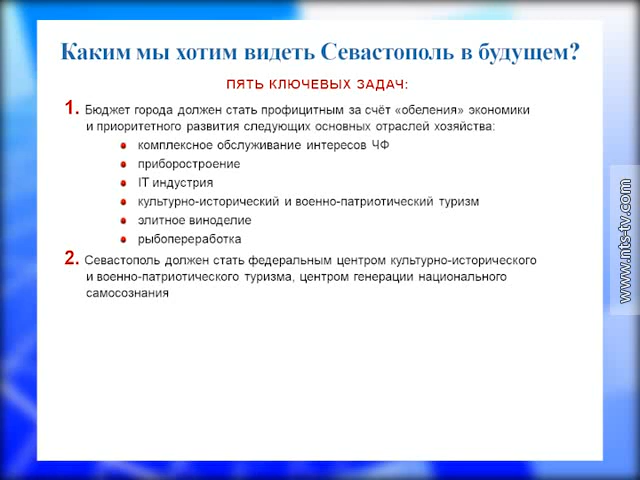 Каким мы хотим видеть Севастополь в будущем?
ПЯТЬ КЛЮЧЕВЫХ ЗАДАЧ:
1. Бюджет города должен стать профицитным за счёт «обеления» экономики
и приоритетного развития следующих основных отраслей хозяйства:
комплексное обслуживание интересов ЧФ
приборостроение
IT индустрия
культурно-исторический и военно-патриотический туризм
элитное виноделие
рыбопереработка
2. Севастополь должен стать федеральным центром культурно-исторического
и военно-патриотического туризма, центром генерации национального
самосознания
www.nts-tv.com